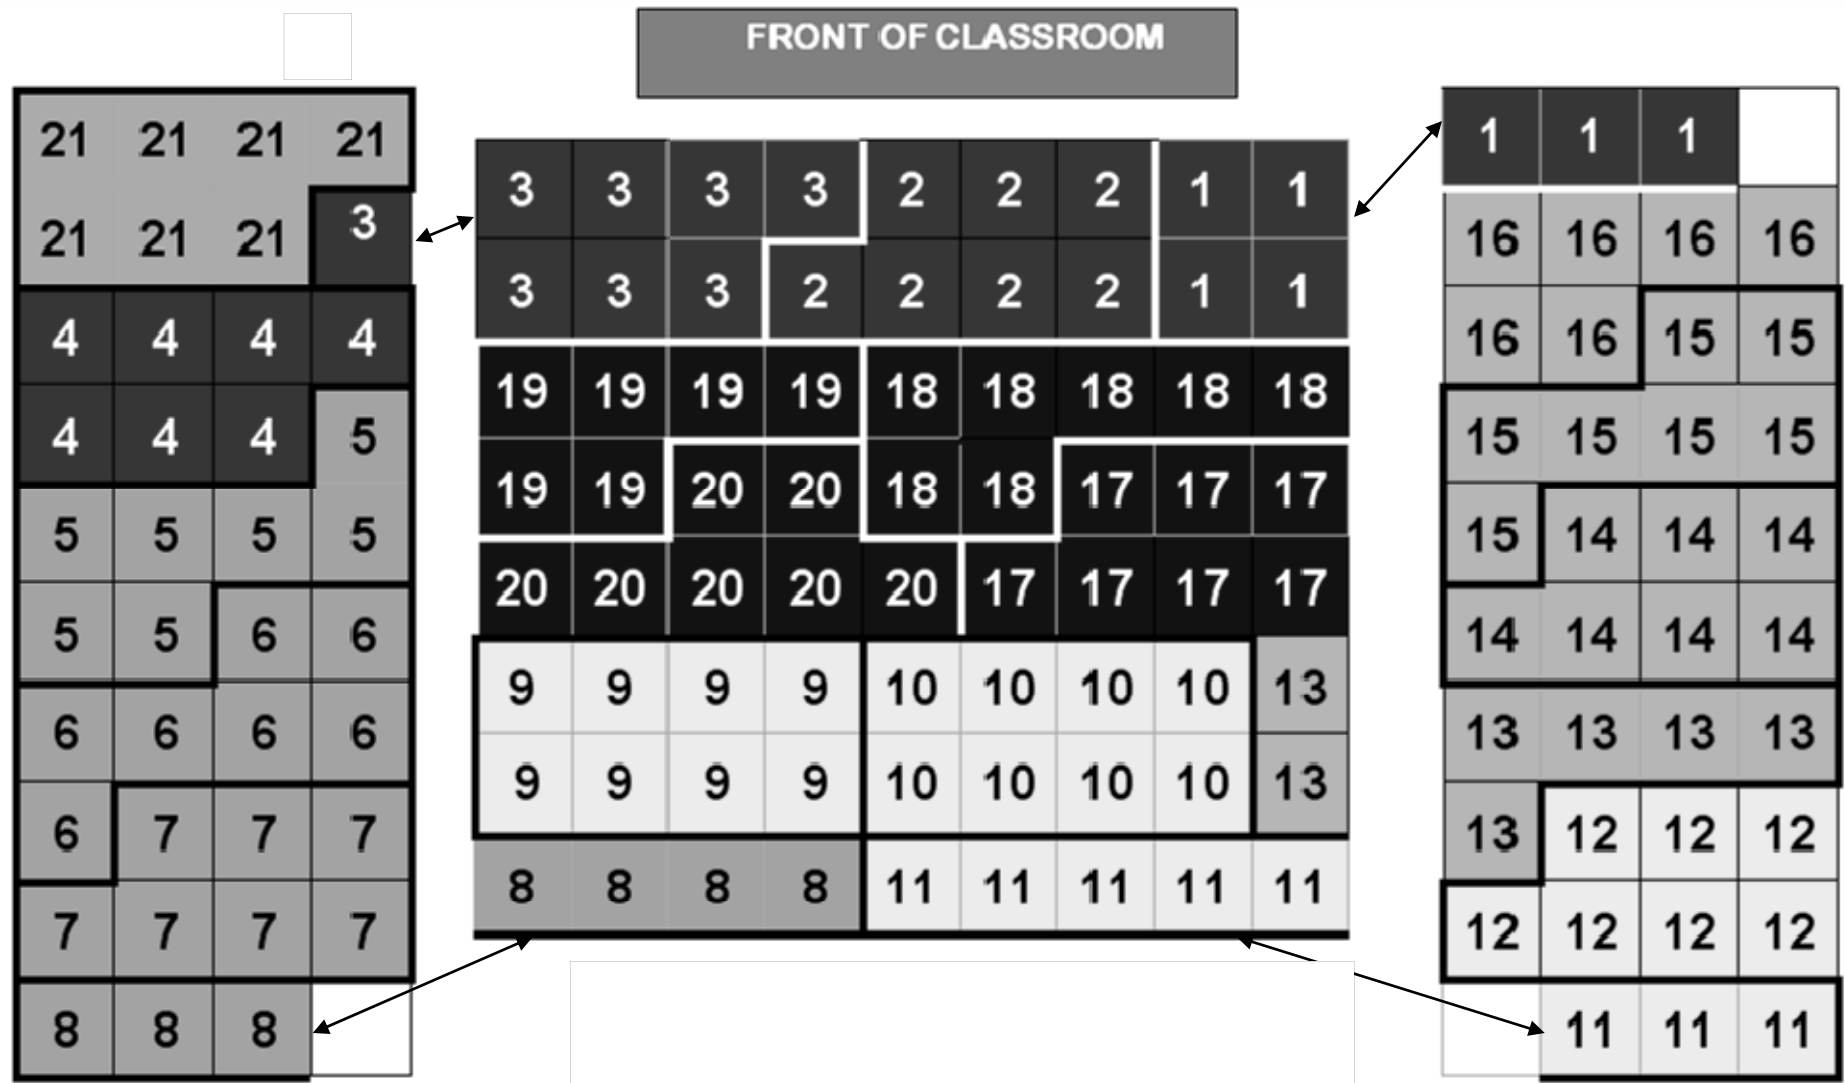 FRONT OF CLASSROOM
21 21 21 21
21 21 21 3
4 4 4 4
4 4 4 5
5 5 5 5
5 5 6 6
6 6 6 6
6 7 7 7
7 7 7 7
8 8 8
3 3 3 3 2 2 2 1 1
3 3 3 2 2 2 2 1 1
19 19 19 19 18 18 18 18 18
19 19 20 20 18 18 17 17 17
20 20 20 20 20 17 17 17 17
9 9 9 9 10 10 10 10 13
9 9 9 9 10 10 10 10 13
8 8 8 8 11 11 11 11 11
1 1 1
16 16 16 16
16 16 15 15
15 15 15 15
15 14 14 14
14 14 14 14
13 13 13 13
13 12 12 12
12 12 12 12
11 11 11